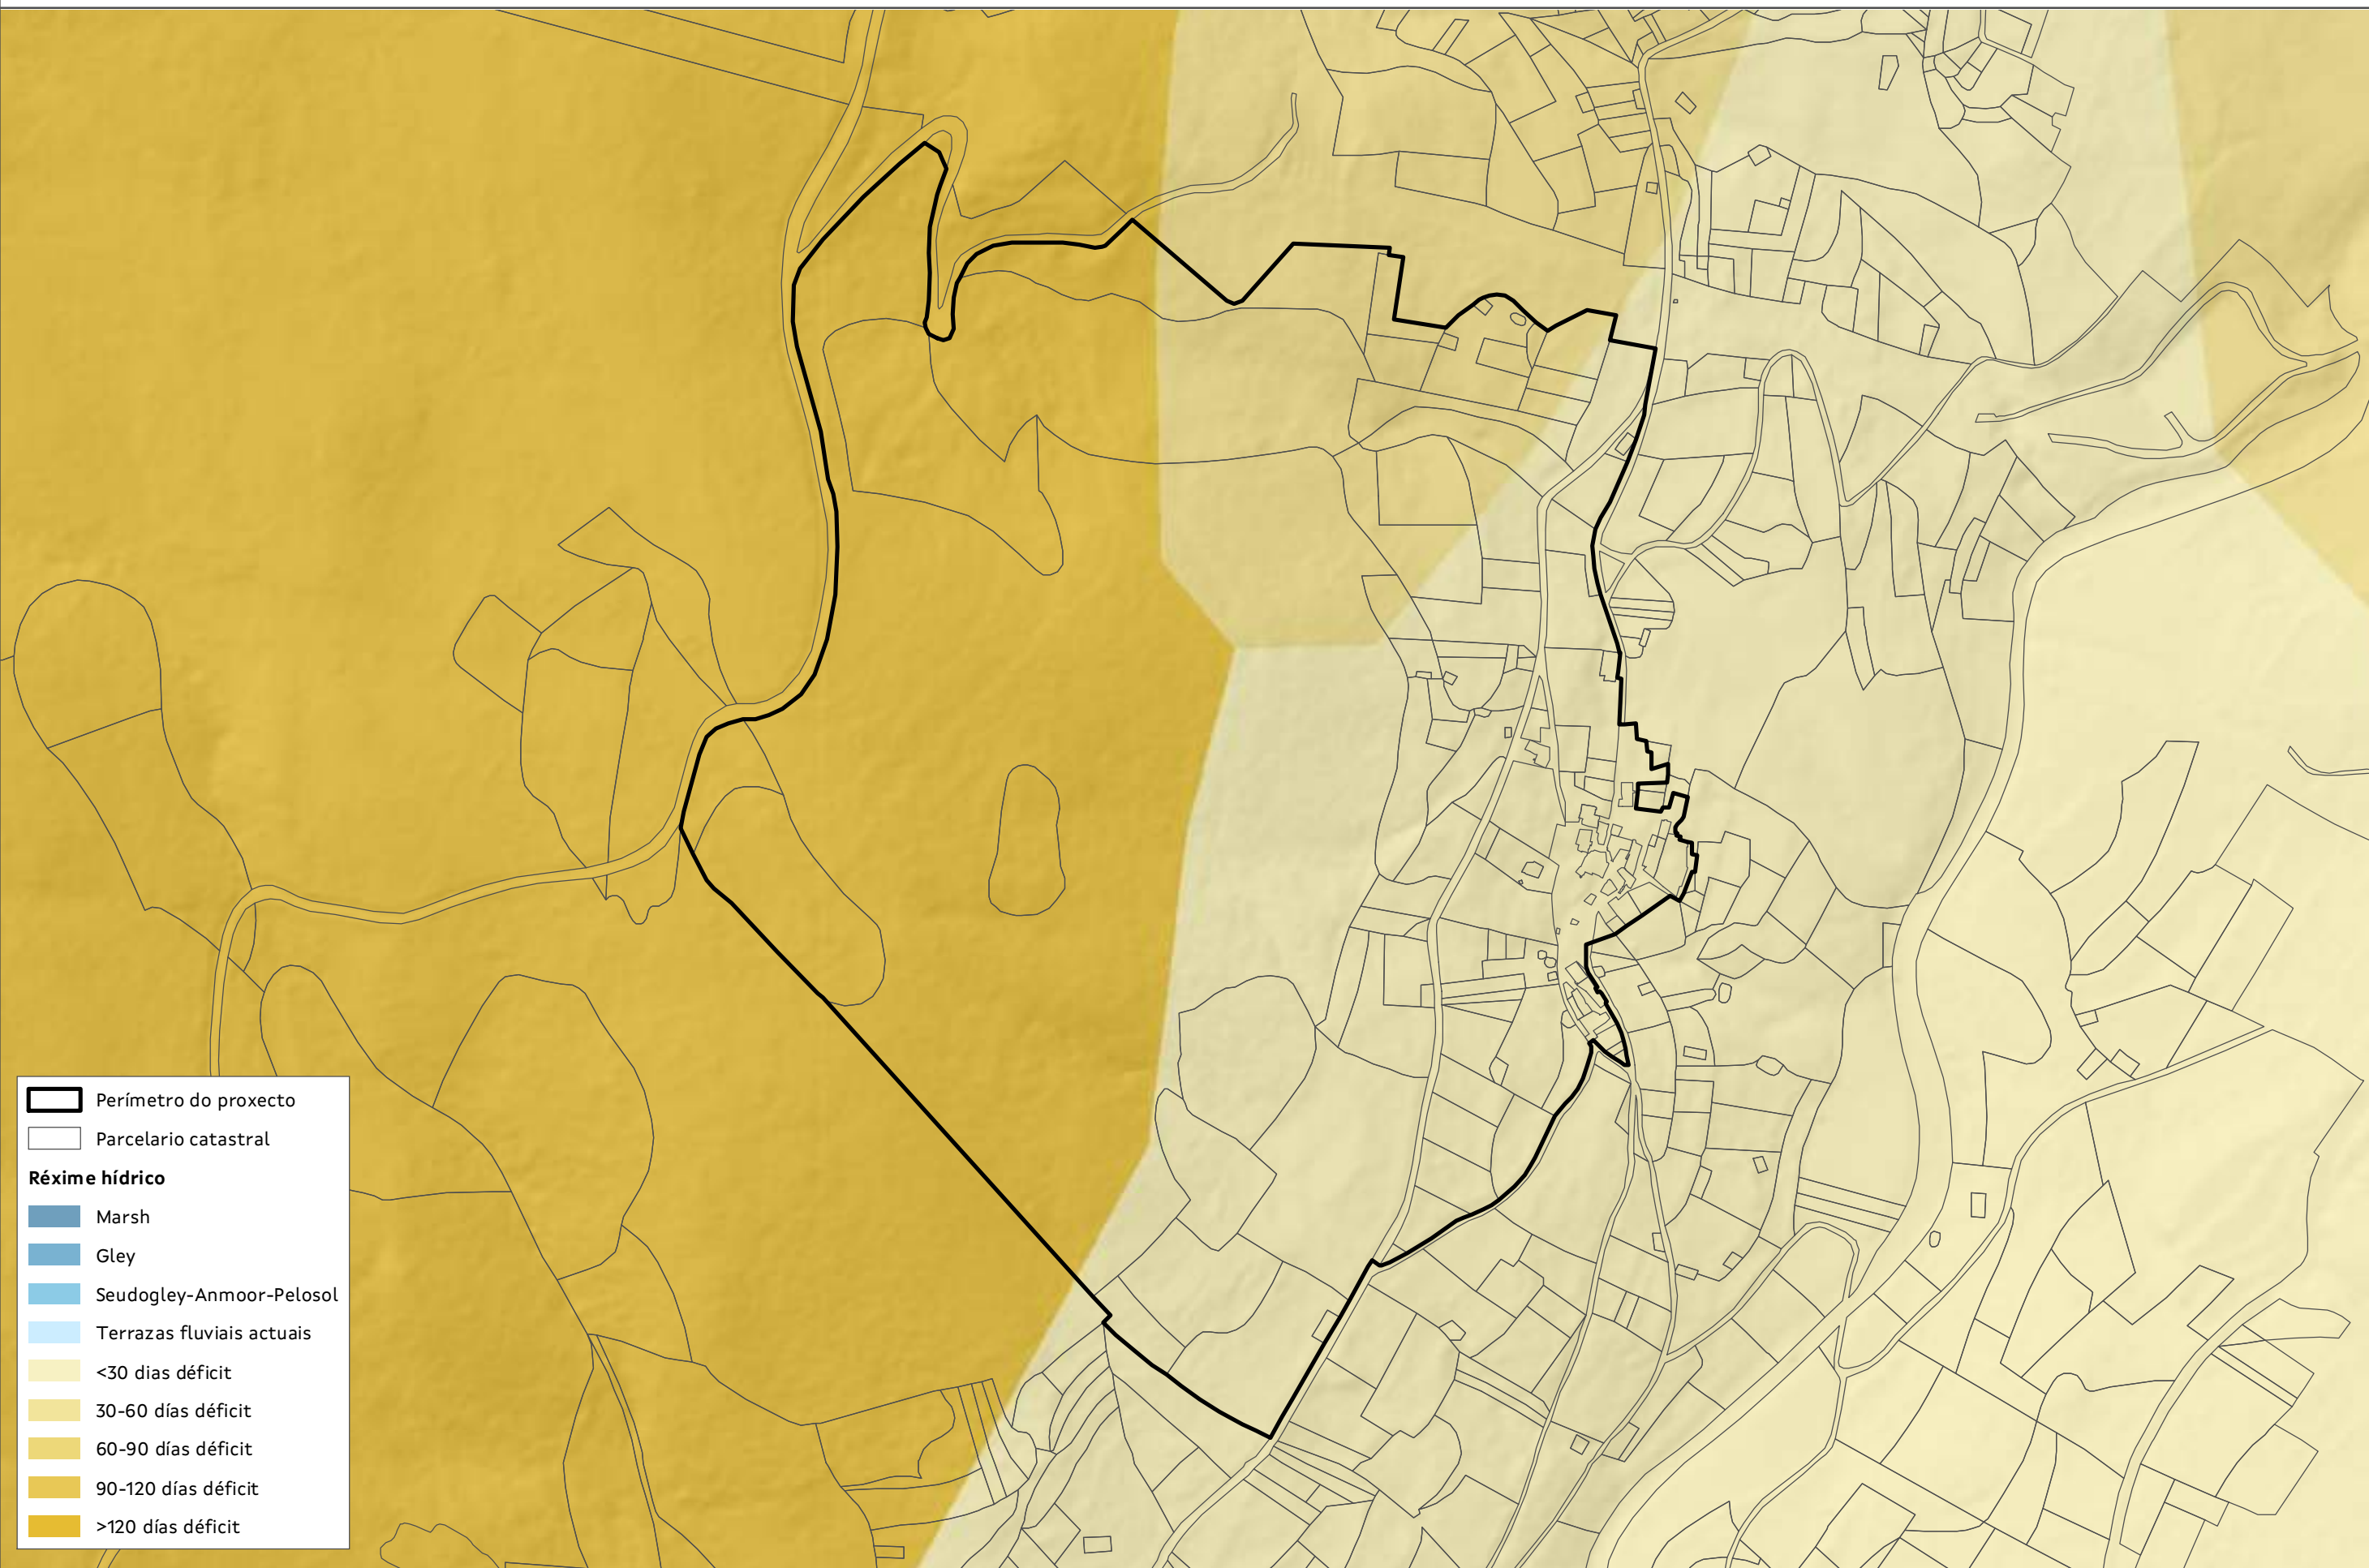 Perímetro do proxecto
Parcelario catastral
Réxime hídrico
Marsh
Gley
Seudogley-Anmoor-Pelosol
Terrazas fluviais actuais
<30 dias déficit
30-60 días déficit
60-90 días déficit
90-120 días déficit
>120 días déficit